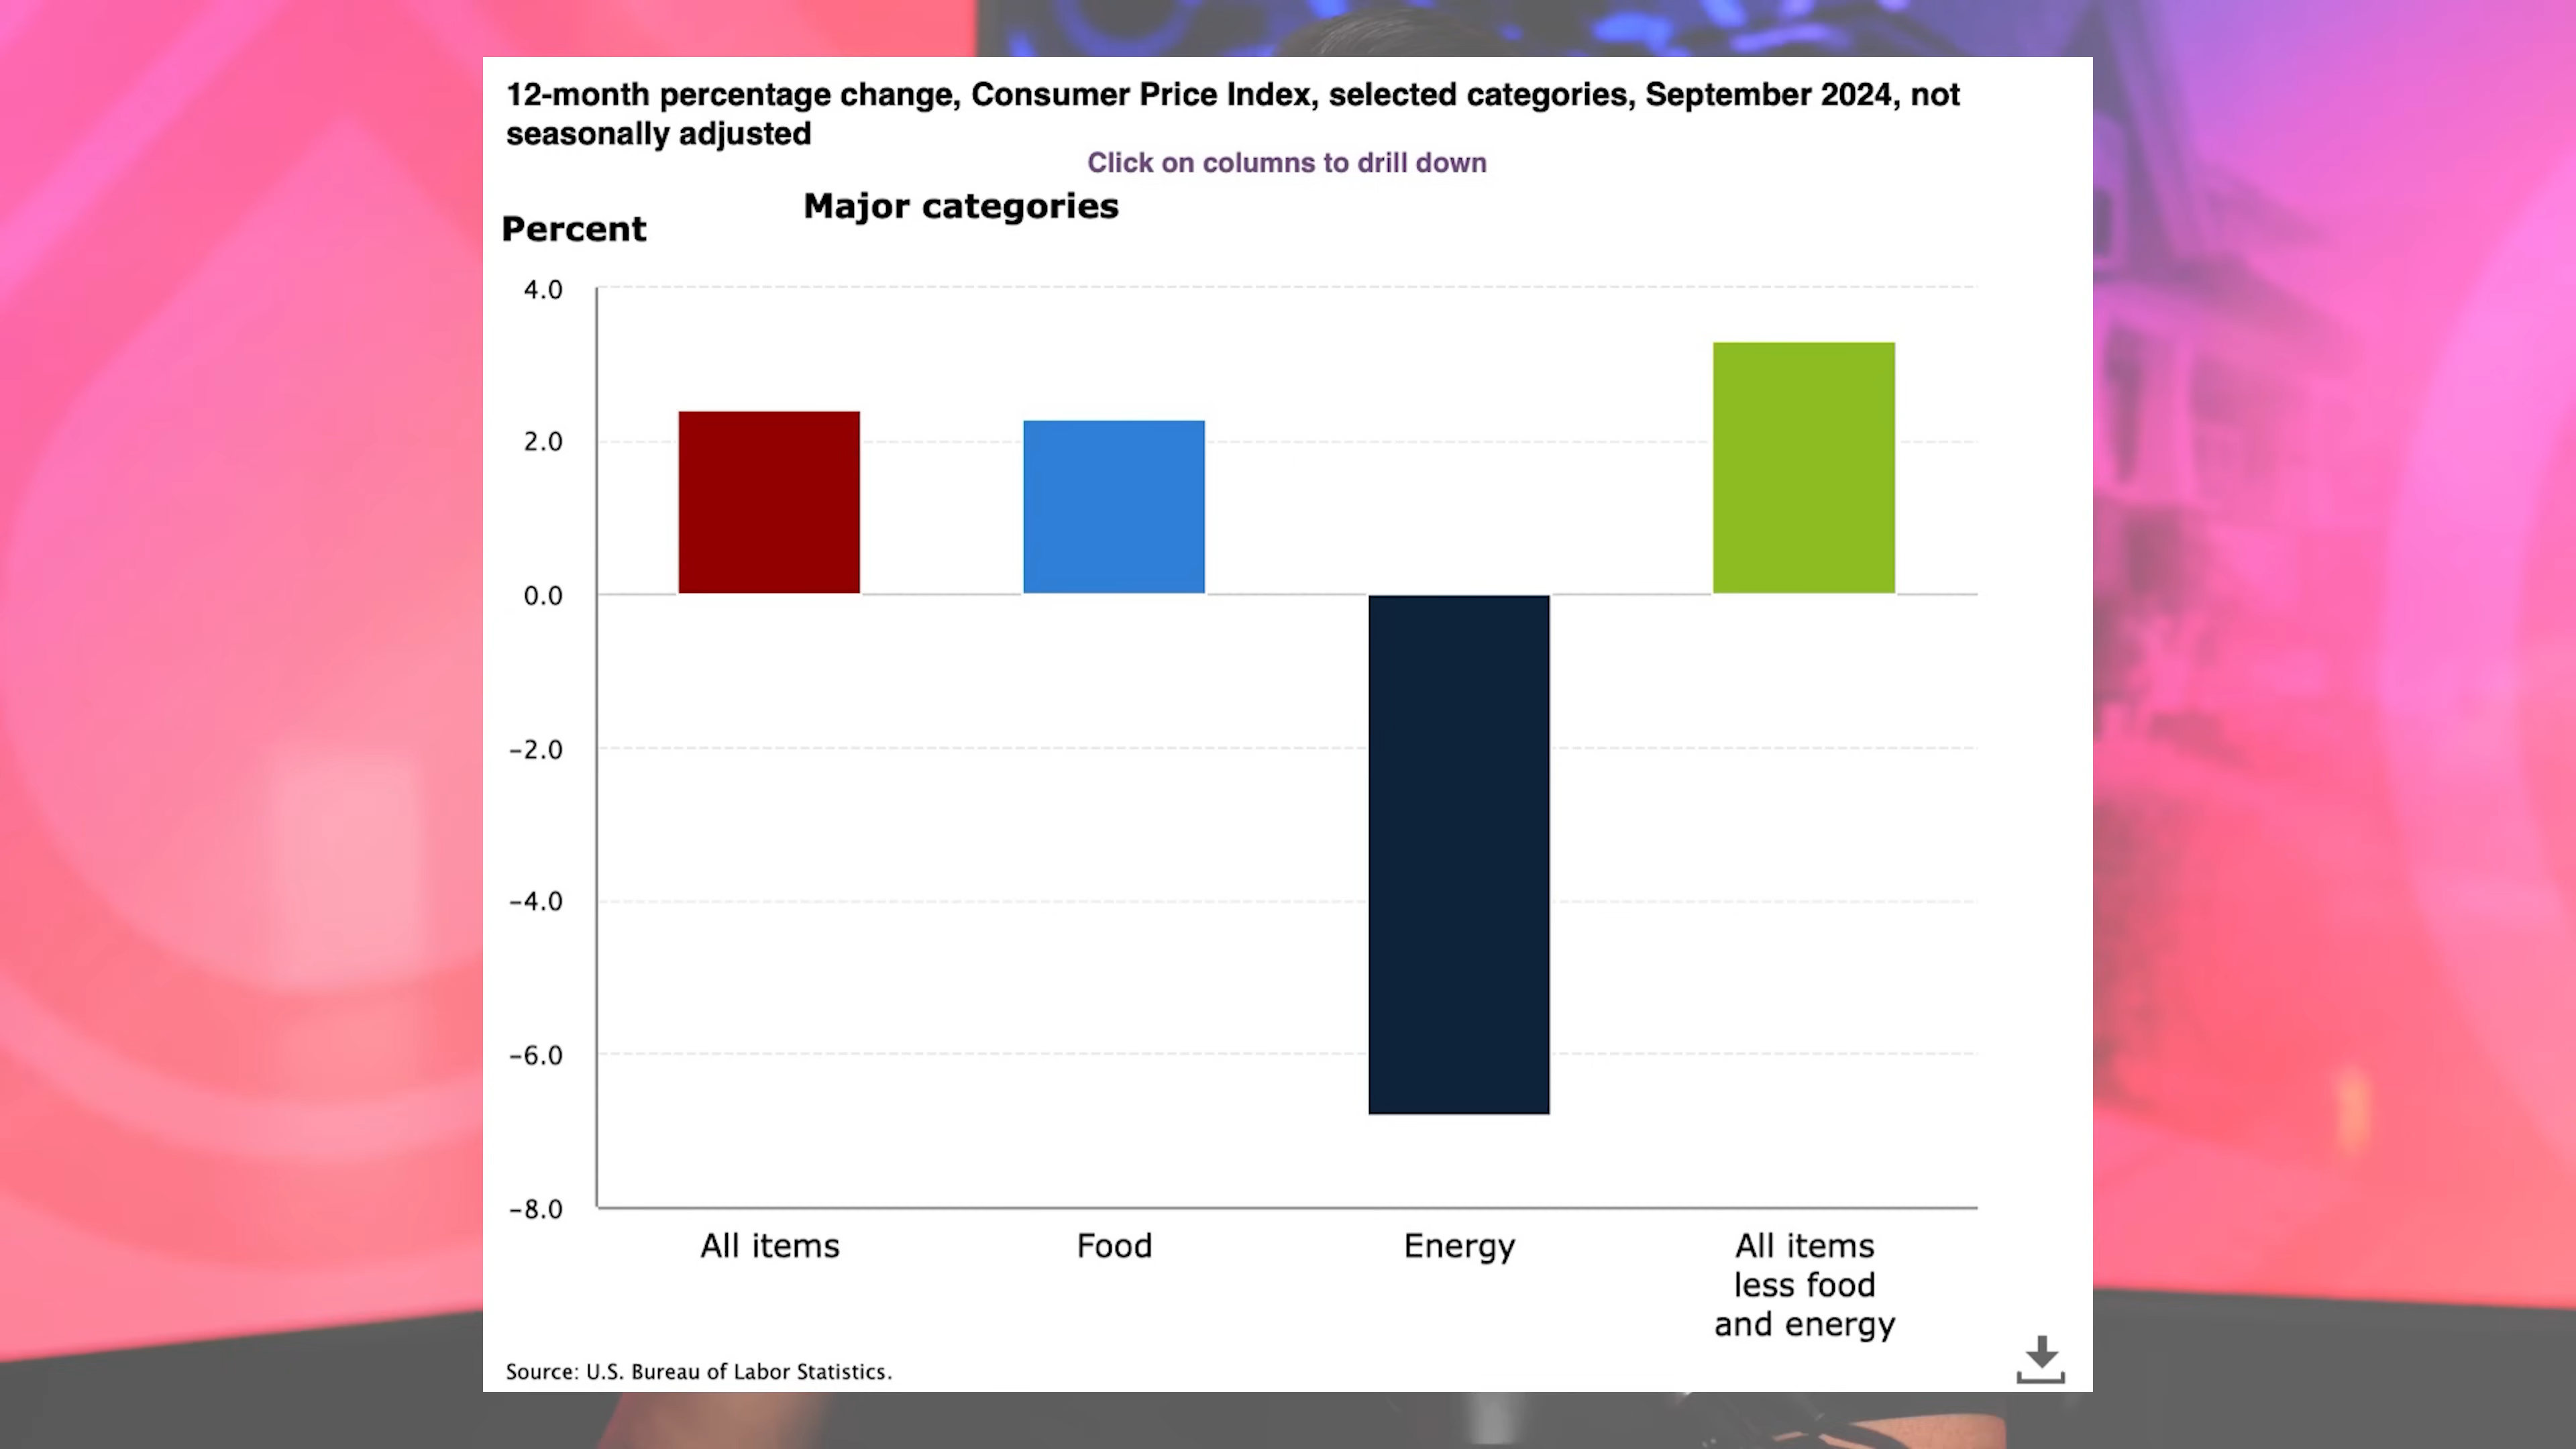 12-month percentage change, Consumer Price Index, selected categories, September 2024, not
seasonally adjusted
Click on columns to drill down
Major categories
Percent
4.0
2.0
0.0
−2.0
−4.0
−6.0
−8.0
All items
Food
Energy
All items
less food
and energy
Source: U.S. Bureau of Labor Statistics.